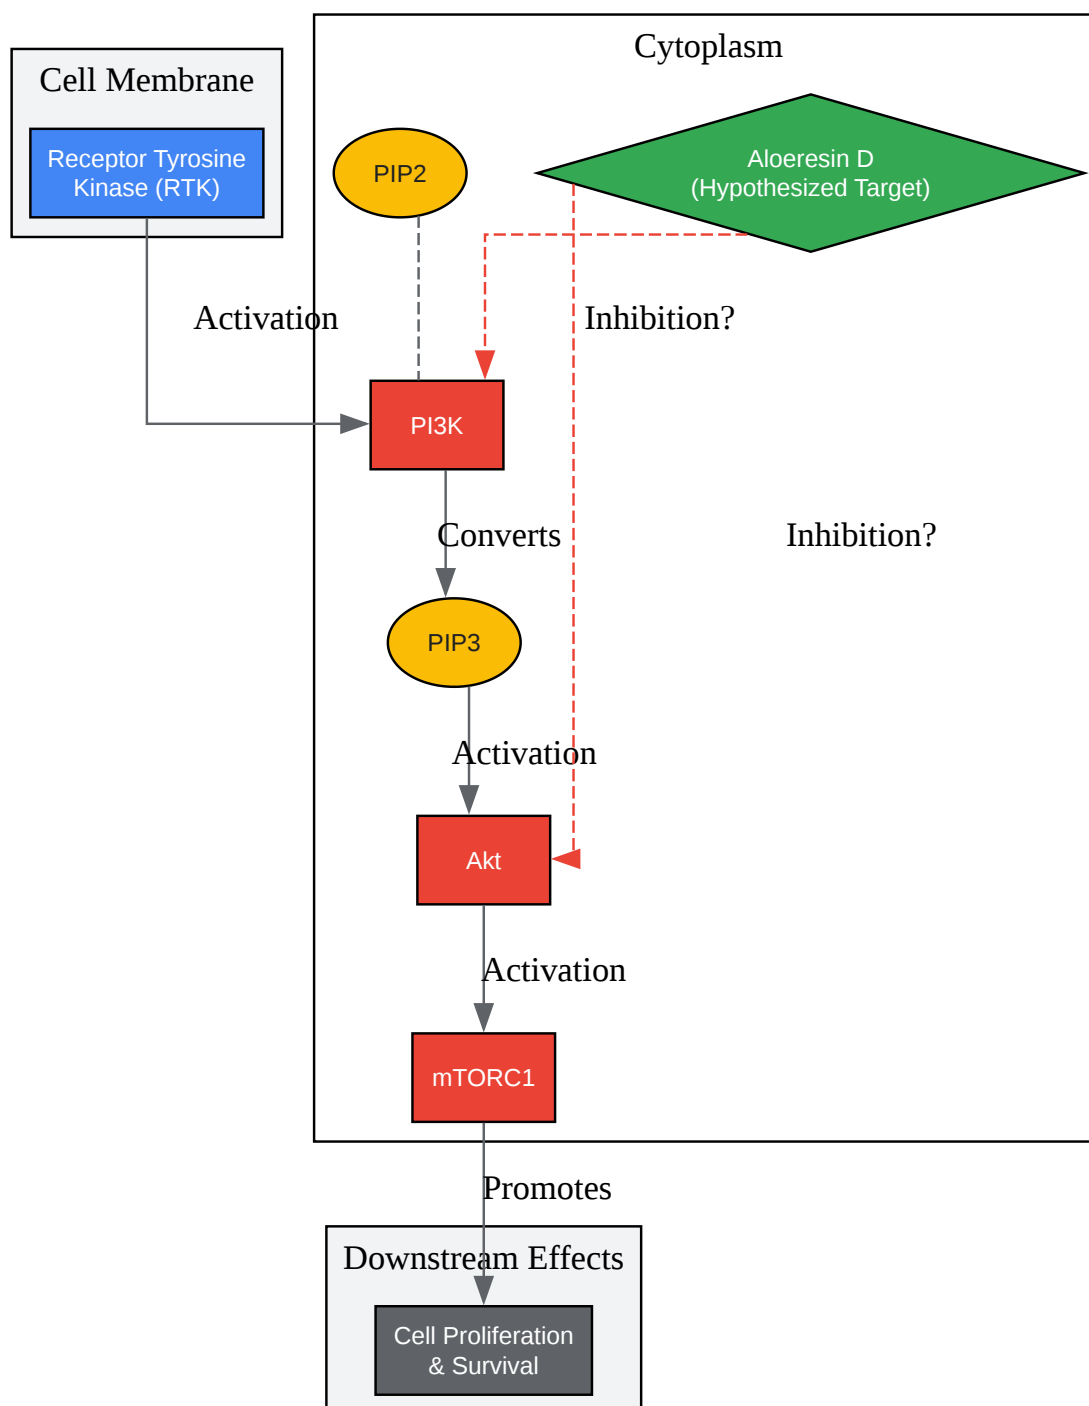 Cytoplasm
Cell Membrane
Receptor Tyrosine
Kinase (RTK)
PIP2
Aloeresin D
(Hypothesized Target)
Activation
Inhibition?
PI3K
Converts
Inhibition?
PIP3
Activation
Akt
Activation
mTORC1
Promotes
Downstream Effects
Cell Proliferation
& Survival